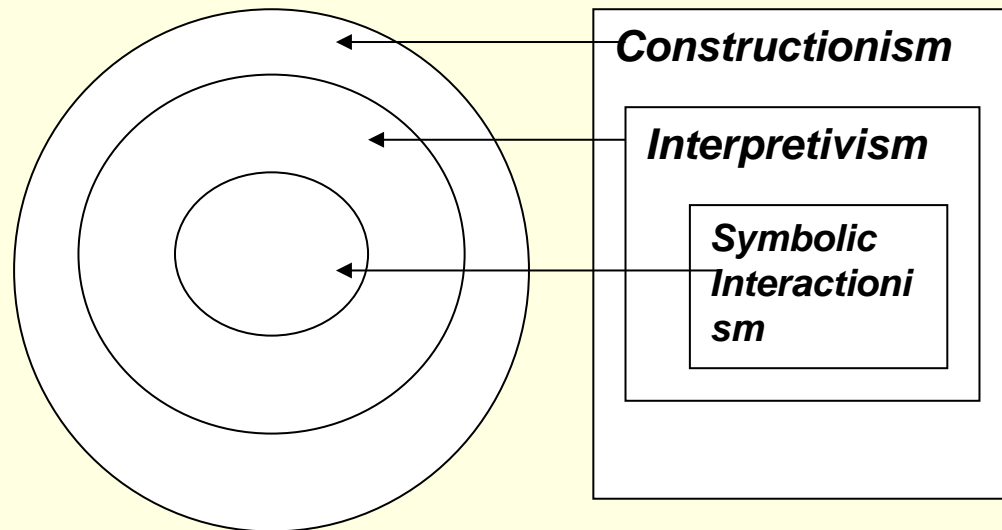 Constructionism
Interpretivism
Symbolic
Interactioni
sm